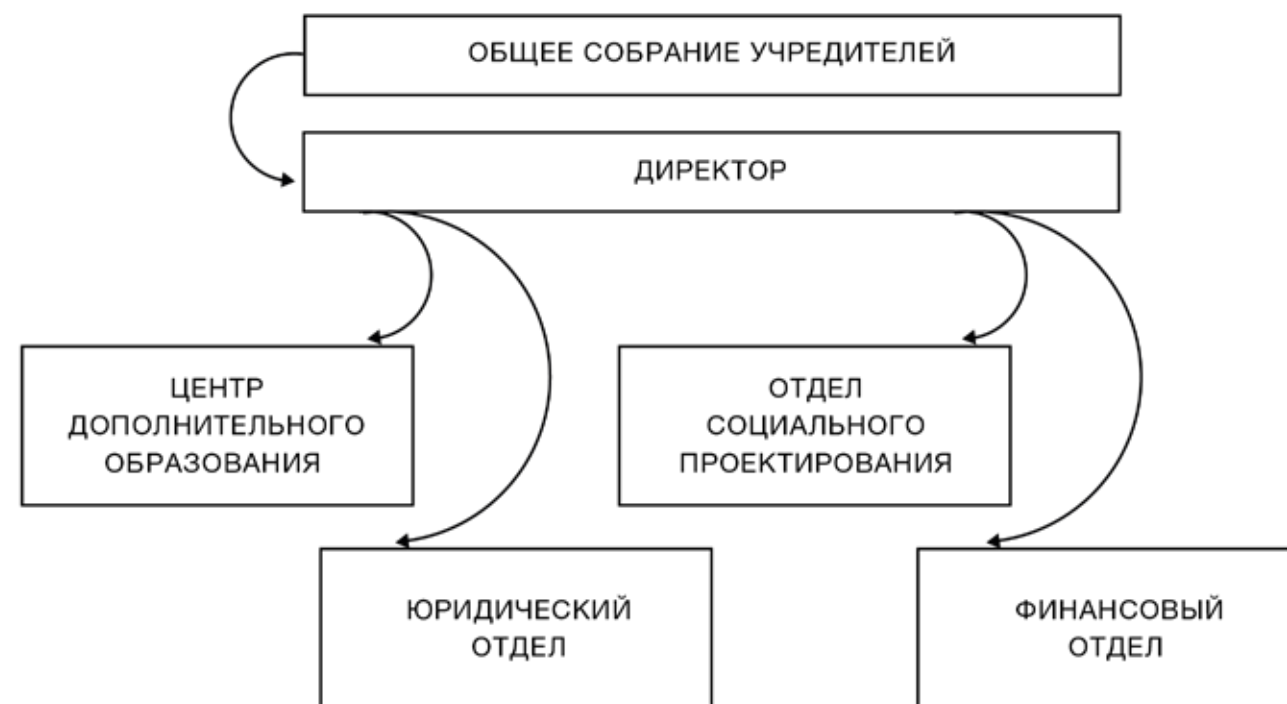 ОБЩЕЕ СОБРАНИЕ УЧРЕДИТЕЛЕЙ
ДИРЕКТОР
ЦЕНТР
ДОПОЛНИТЕЛЬНОГО
ОБРАЗОВАНИЯ
ОТДЕЛ
СОЦИАЛЬНОГО
ПРОЕКТИРОВАНИЯ
ЮРИДИЧЕСКИЙ
ОТДЕЛ
ФИНАНСОВЫЙ
ОТДЕЛ